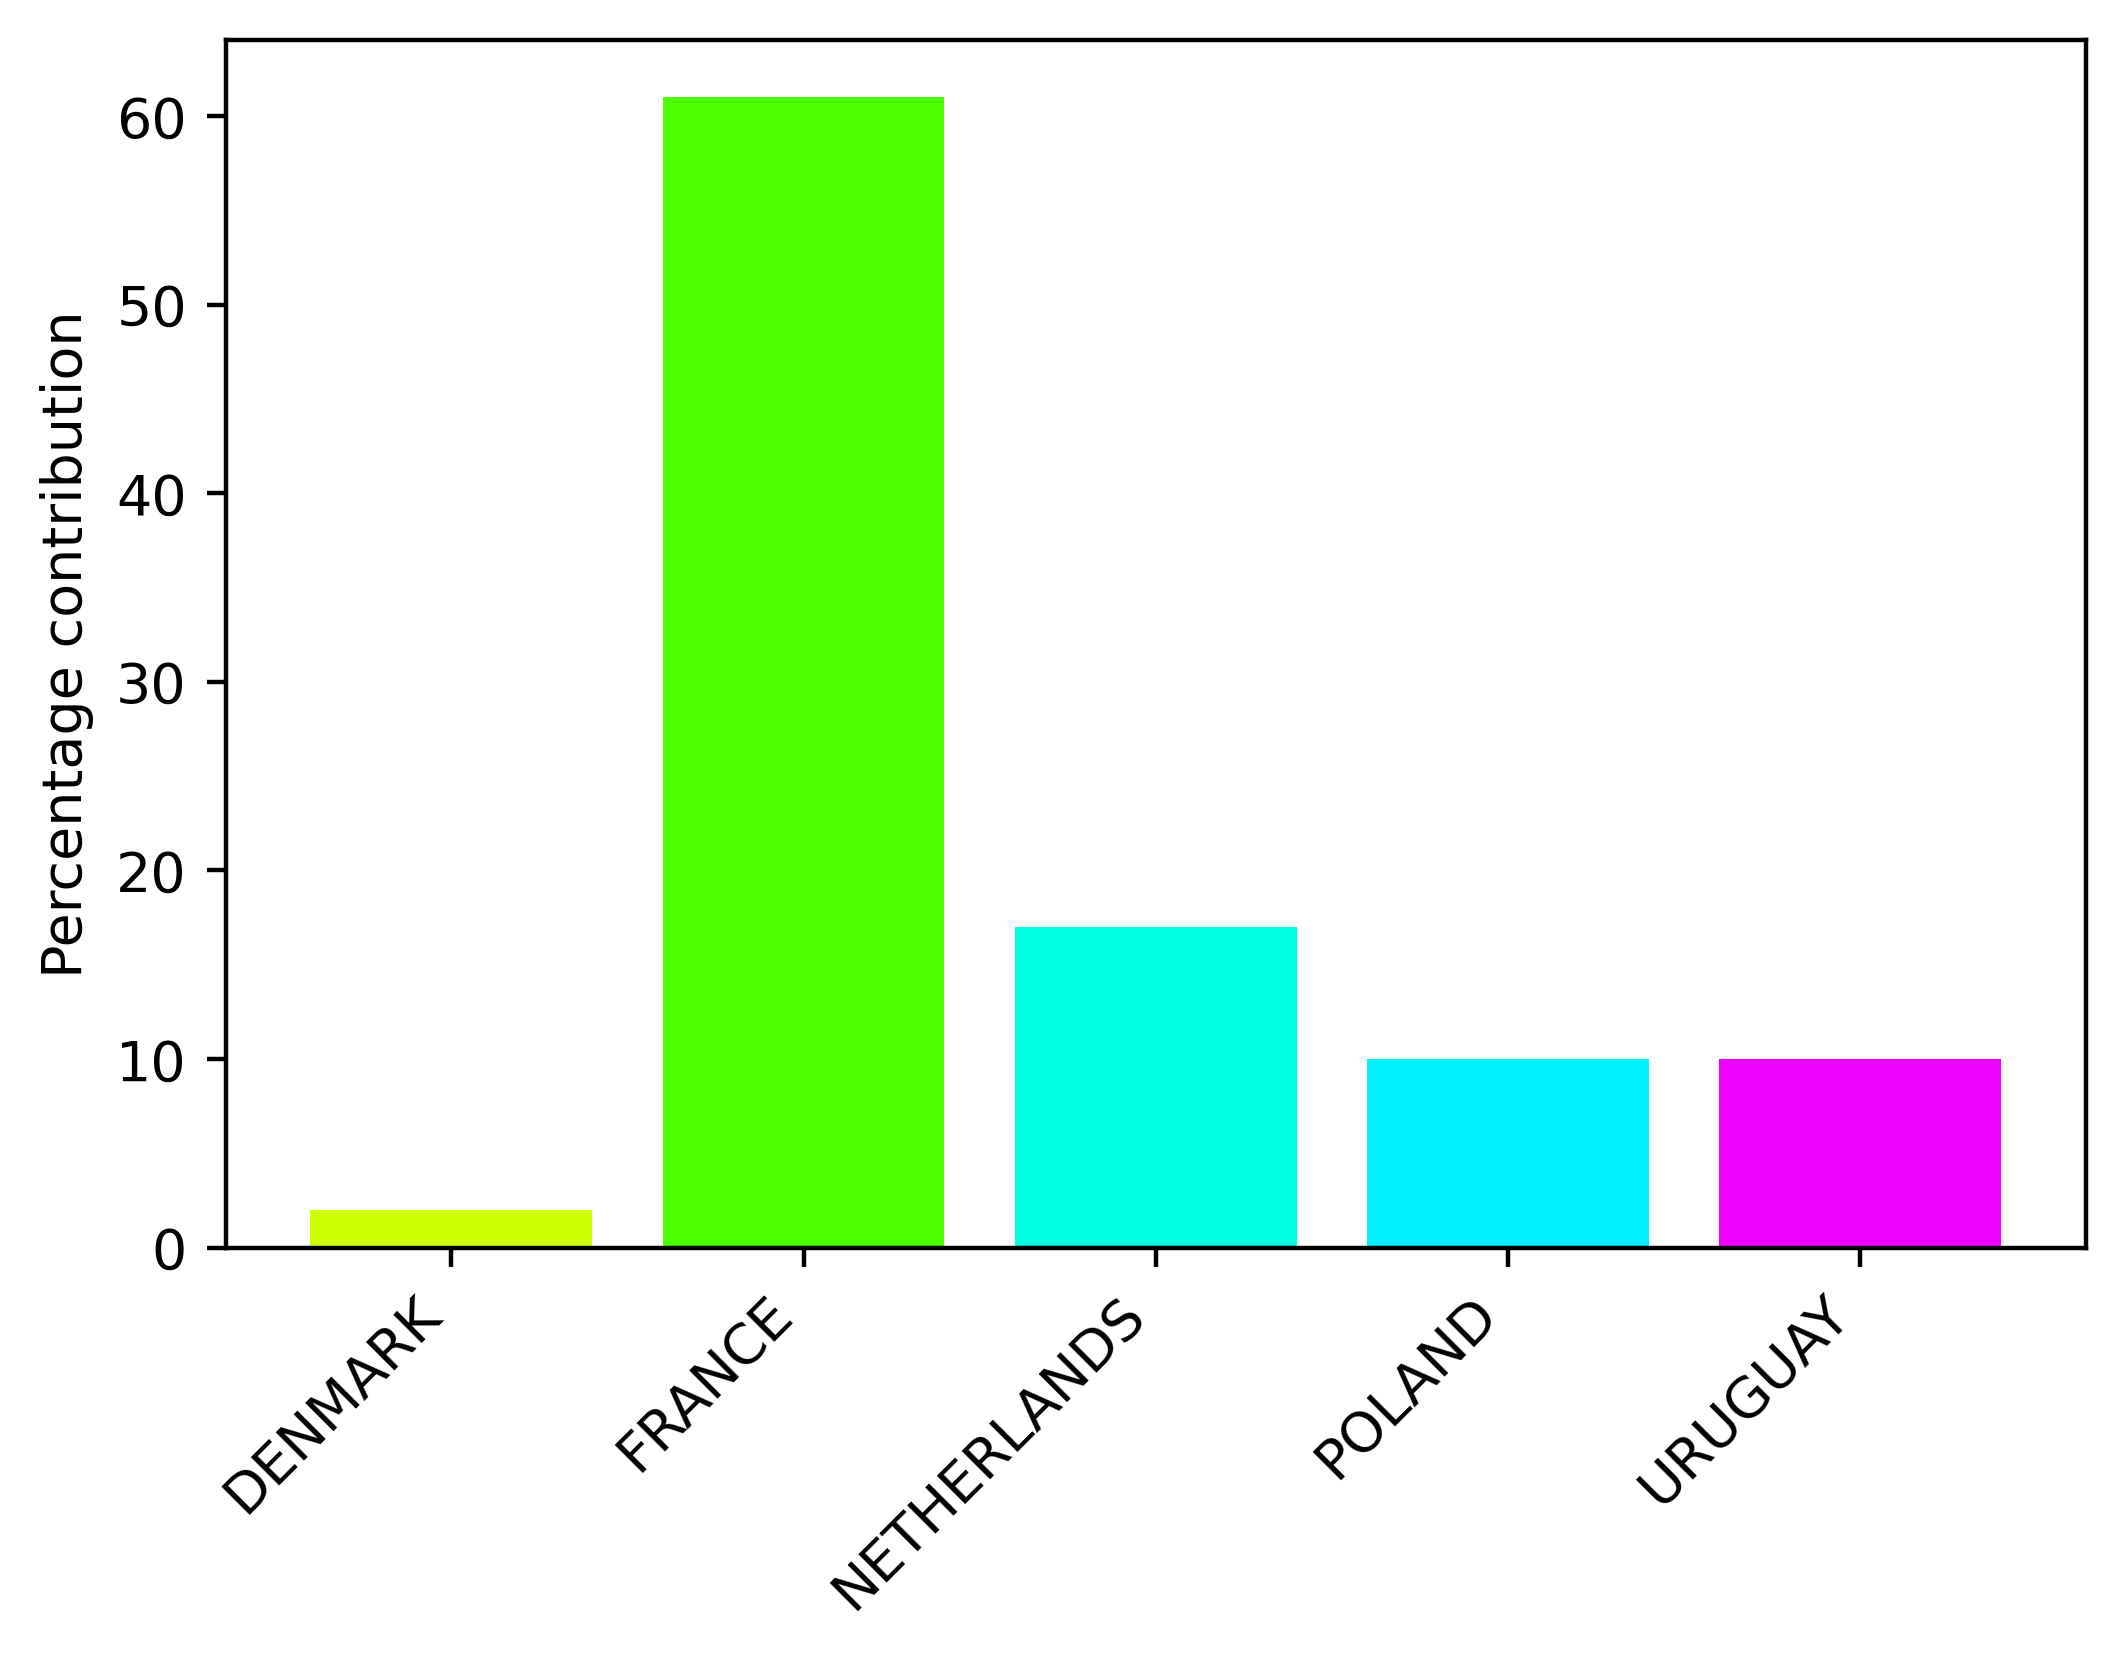 Percentage contribution
60
50
40
30
20
10
0
DENMARK
FRANCE
NETHERLANDS
POLAND
URUGUAY